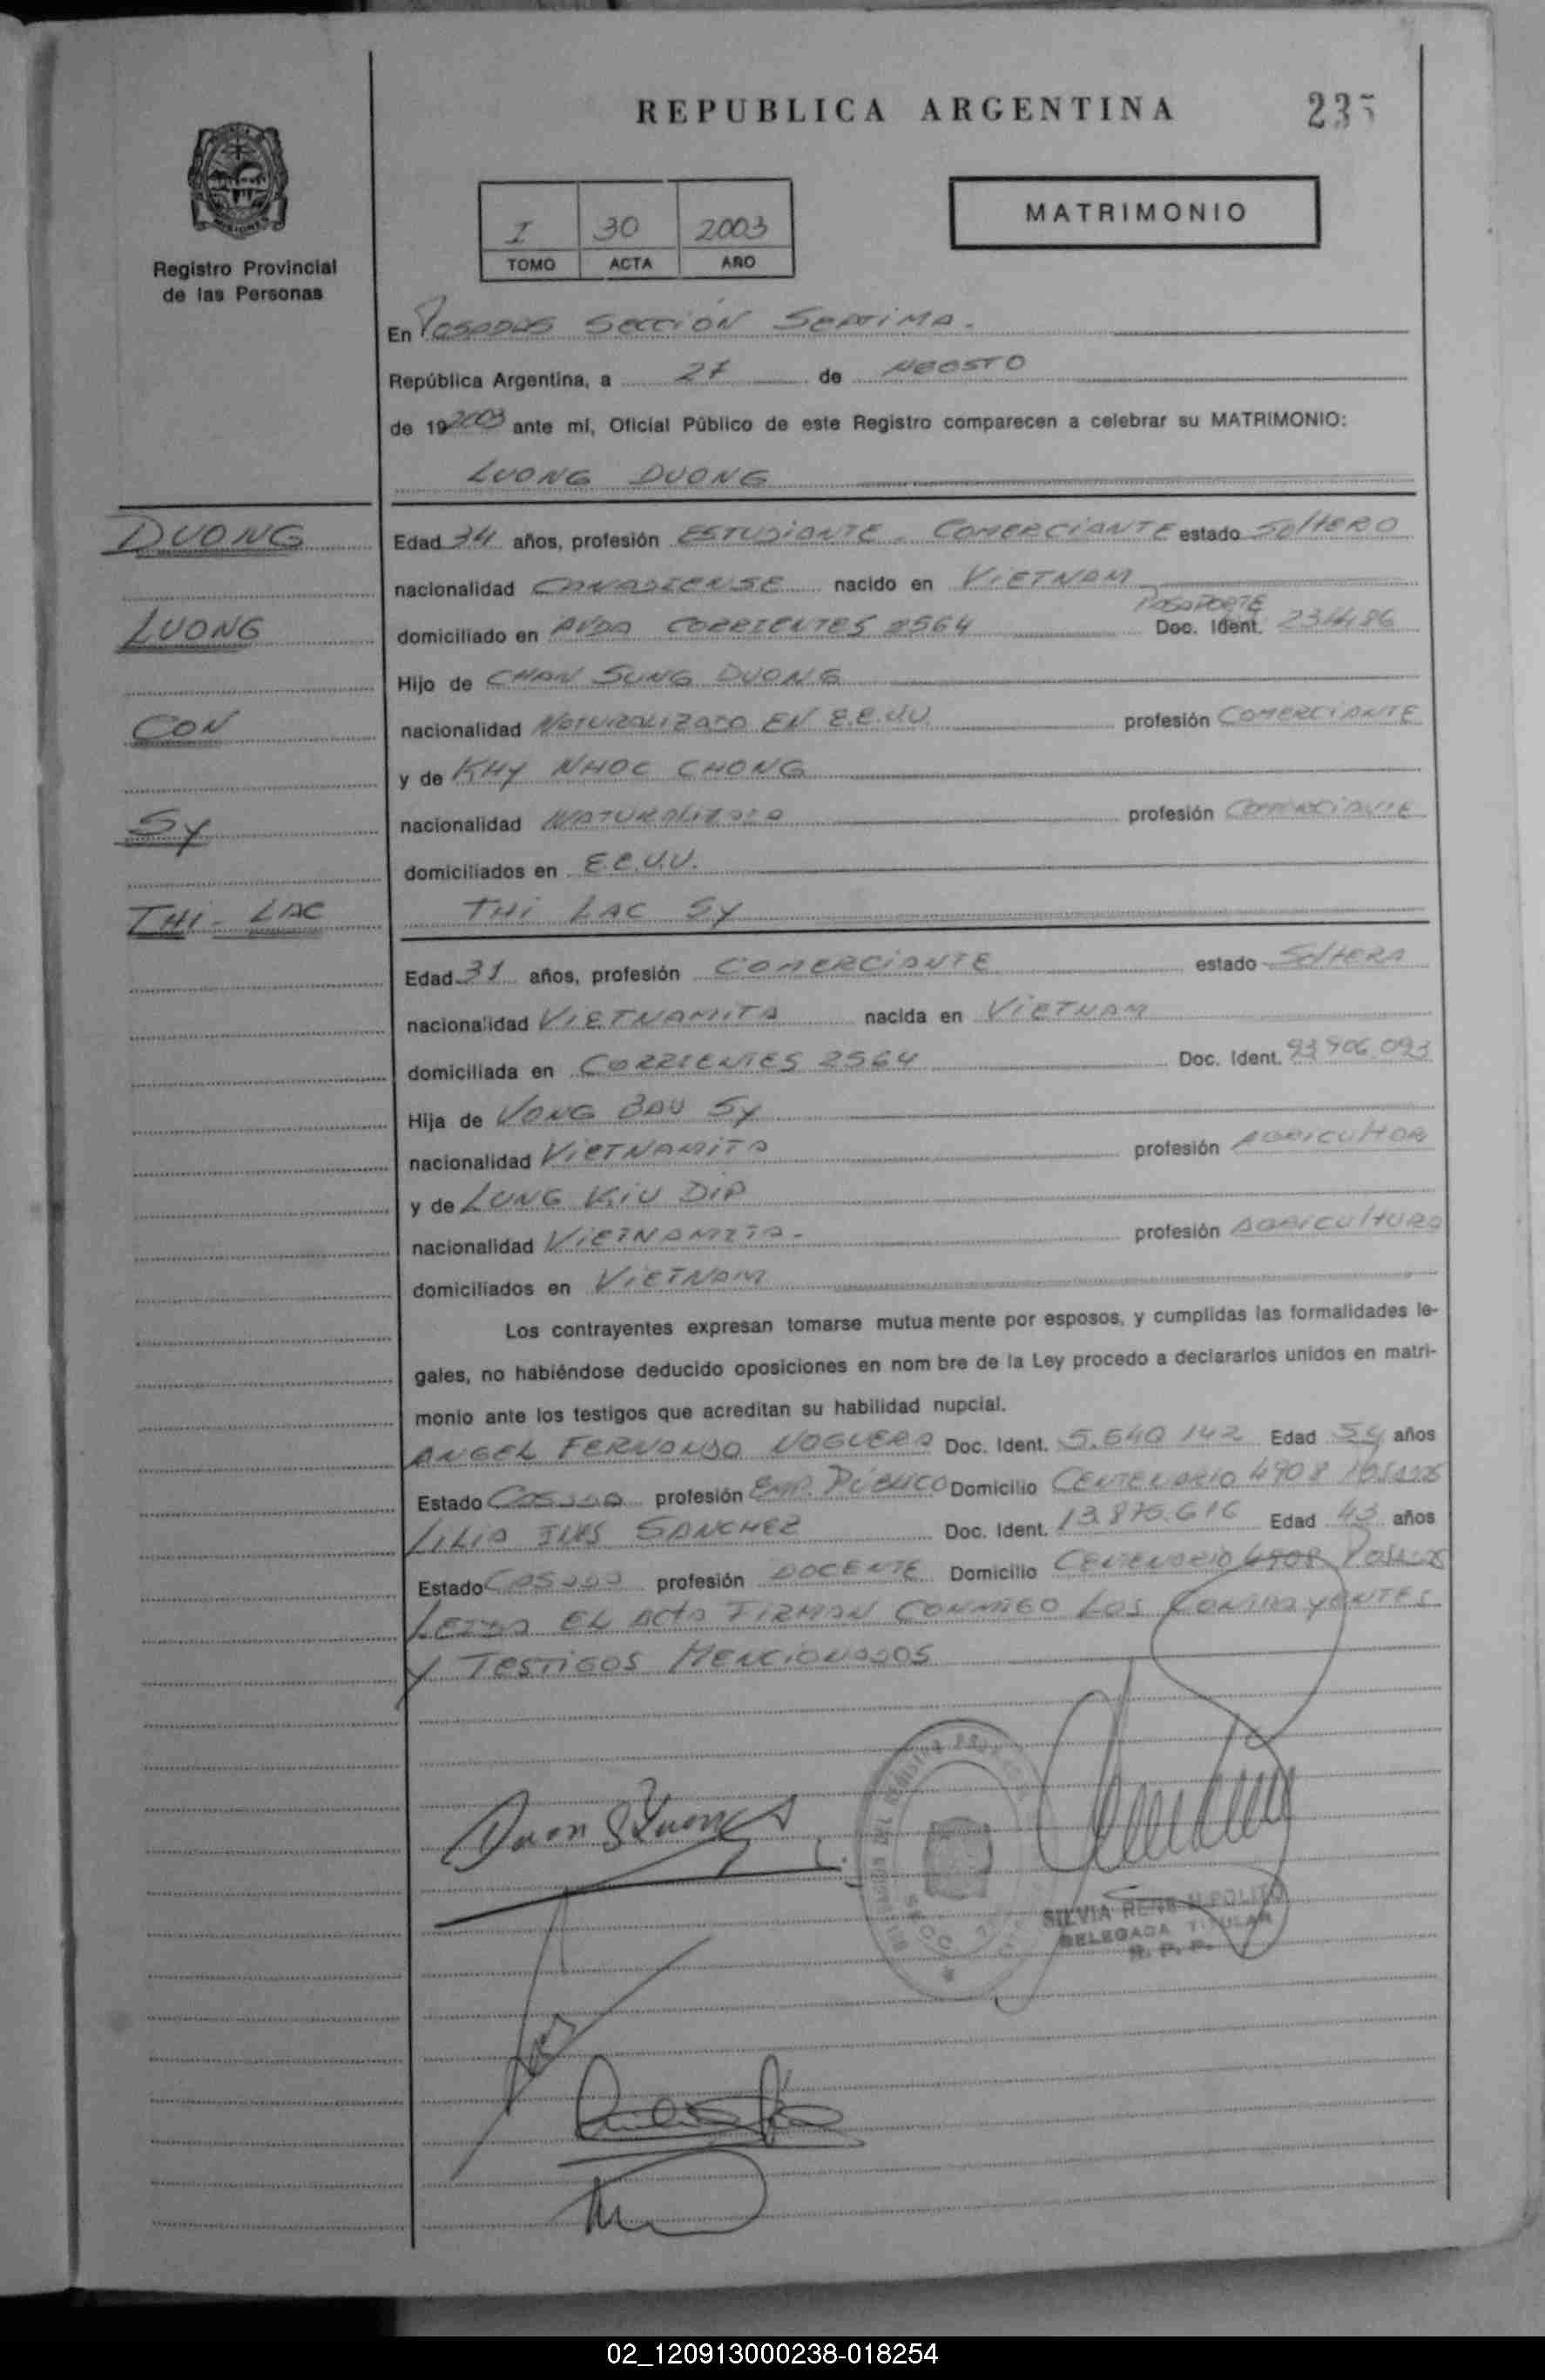 REPUBLICA ARGENTINA
235
I 30 2003
TOMO ACTA AÑO
MATRIMONIO
Registro Provincial
de las Personas
En Posadas Sección Septima.
República Argentina, a 27 de AGOSTO
de 19 2003 ante mí, Oficial Público de este Registro comparecen a celebrar su MATRIMONIO:
LUONG DUONG
DUONG
LUONG
CON
SY
THI-LAC
Edad 34 años, profesión ESTUDIANTE - COMERCIANTE estado SOLTERO
nacionalidad CANADIENSE nacido en VIETNAM
domiciliado en AVDA CORRIENTES 2564 PASAPORTE Doc. Ident.
Hijo de CHAN SUNG DUONG
nacionalidad NATURALIZADO EN E.E.U.U. profesión COMERCIANTE
y de KHY NHOC CHONG
nacionalidad NATURALIZADA profesión COMERCIANTE
domiciliados en E.E.U.U.
THI LAC SY
Edad 31 años, profesión COMERCIANTE estado SOLTERA
nacionalidad VIETNAMITA nacida en VIETNAM
domiciliada en CORRIENTES 2564 Doc. Ident. 93.906.093
Hija de VONG BAU SY
nacionalidad VIETNAMITA profesión AGRICULTOR
y de LUNG KIU DIP
nacionalidad VIETNAMITA - profesión AGRICULTURA
domiciliados en VIETNAM
Los contrayentes expresan tomarse mutua mente por esposos, y cumplidas las formalidades le-
gales, no habiéndose deducido oposiciones en nom bre de la Ley procedo a declararlos unidos en matri-
monio ante los testigos que acreditan su habilidad nupcial.
ANGEL FERNANDO NOGUERA Doc. Ident. 5.540.142 Edad 54 años
Estado CASADO profesión EMP. PÚBLICO Domicilio CENTENARIO 4908 POSADAS
LILIA INES SANCHEZ Doc. Ident. 13.875.616 Edad 43 años
Estado CASADA profesión DOCENTE Domicilio CENTENARIO 4908 POSADAS
LEIDA EL ACTA FIRMAN CONMIGO LOS CONTRAYENTES
Y TESTIGOS MENCIONADOS
SILVIA RENE HIPOLITO
DELEGADA TITULAR
R. P. P.
02_120913000238-018254